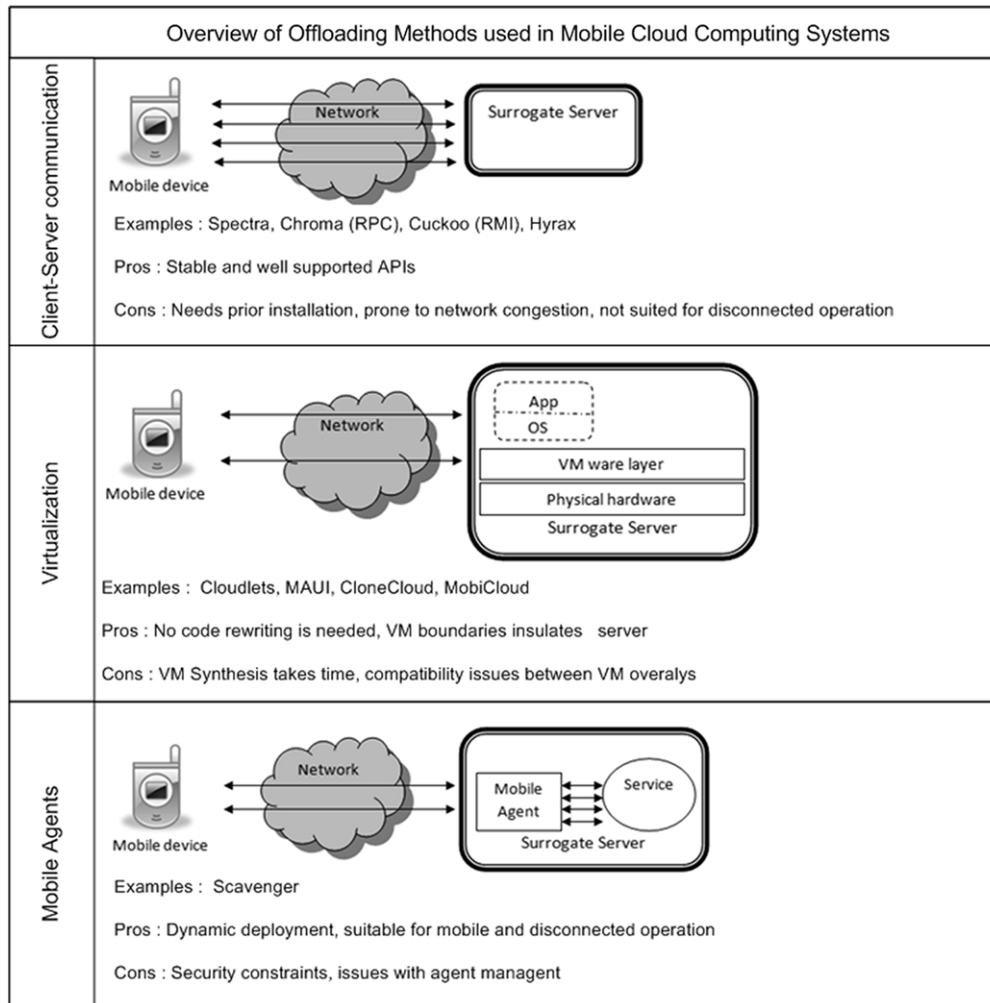 Overview of Offloading Methods used in Mobile Cloud Computing Systems
Client-Server communication
Network
Surrogate Server
Mobile device
Examples : Spectra, Chroma (RPC), Cuckoo (RMI), Hyrax
Pros : Stable and well supported APIs
Cons : Needs prior installation, prone to network congestion, not suited for disconnected operation
Virtualization
App
OS
Network
VM ware layer
Mobile device
Physical hardware
Surrogate Server
Examples : Cloudlets, MAUI, CloneCloud, MobiCloud
Pros : No code rewriting is needed, VM boundaries insulates server
Cons : VM Synthesis takes time, compatibility issues between VM overalys
Mobile Agents
Network
Mobile
Agent
Service
Mobile device
Surrogate Server
Examples : Scavenger
Pros : Dynamic deployment, suitable for mobile and disconnected operation
Cons : Security constraints, issues with agent managent